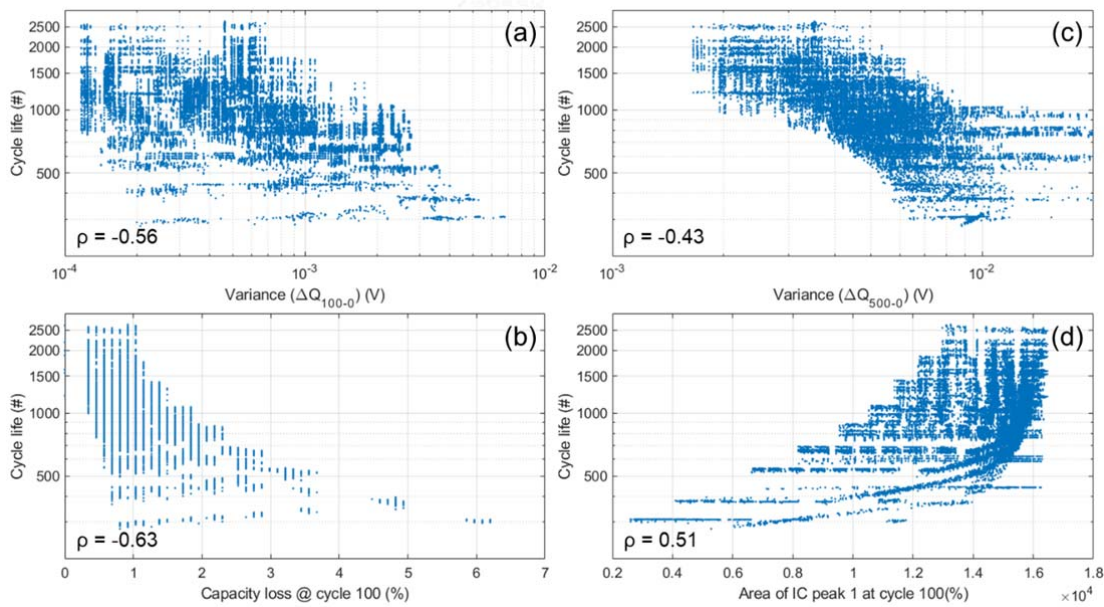 (a)
2500
2000
1500
1000
500
Cycle life (#)
ρ = -0.56
10-4
10-3
10-2
Variance (ΔQ100-0) (V)
(c)
2500
2000
1500
1000
500
Cycle life (#)
ρ = -0.43
10-3
10-2
Variance (ΔQ500-0) (V)
(b)
2500
2000
1500
1000
500
Cycle life (#)
ρ = -0.63
0 1 2 3 4 5 6 7
Capacity loss @ cycle 100 (%)
(d)
2500
2000
1500
1000
500
Cycle life (#)
ρ = 0.51
0.2 0.4 0.6 0.8 1 1.2 1.4 1.6 1.8
Area of IC peak 1 at cycle 100(%)
×104